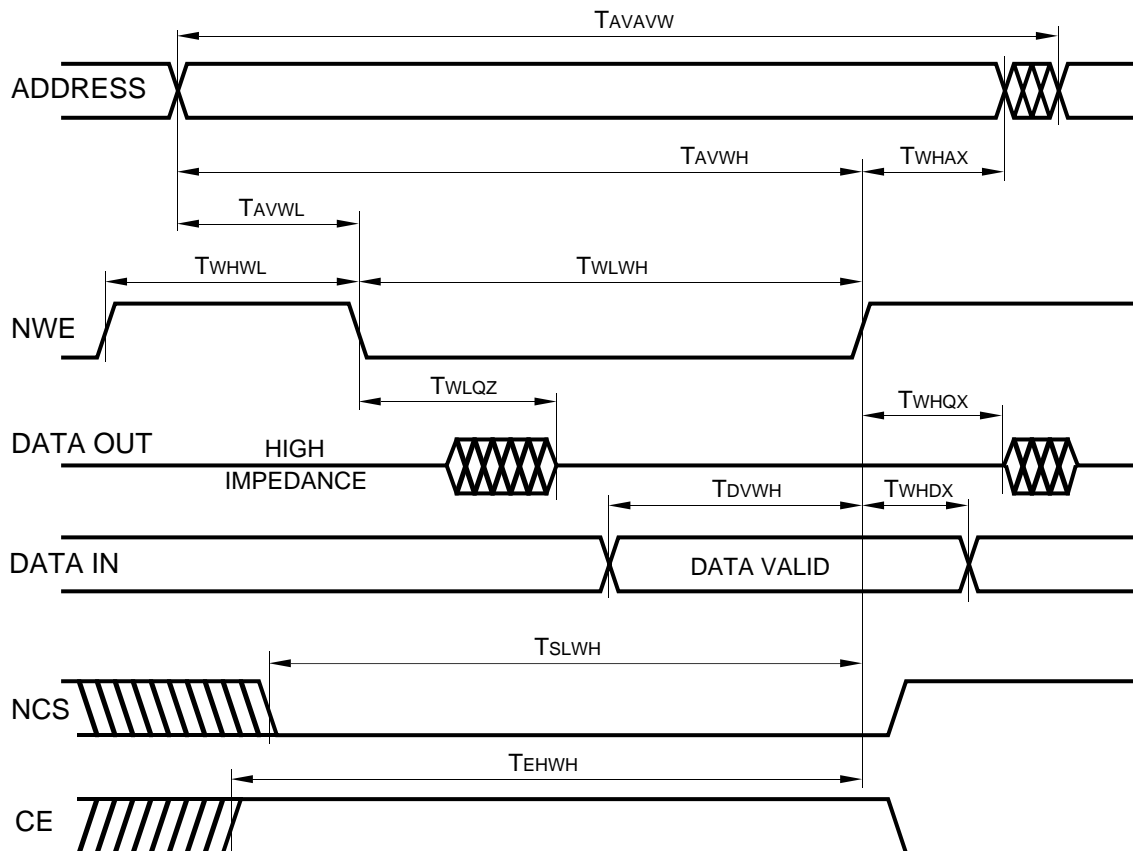 TAVAVW
ADDRESS
TAVWH
TWHAX
TAVWL
TWHWL
TWLWH
NWE
TWLQZ
TWHQX
DATA OUT
HIGH
IMPEDANCE
TDVWH
TWHDX
DATA IN
DATA VALID
TSLWH
NCS
TEHWH
CE